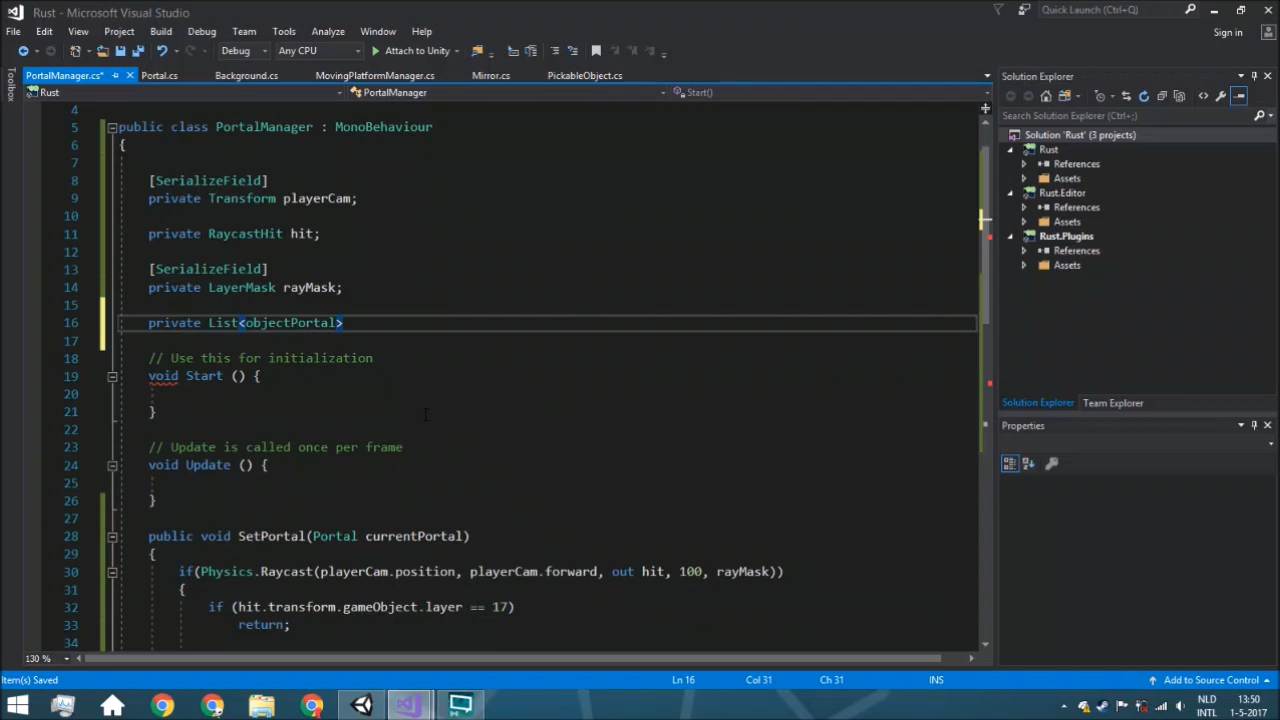 Rust - Microsoft Visual Studio
Quick Launch (Ctrl+Q)
File Edit View Project Build Debug Team Tools Analyze Window Help
Sign in
Debug Any CPU Attach to Unity
Toolbox
PortalManager.cs* Portal.cs Background.cs MovingPlatformManager.cs Mirror.cs PickableObject.cs
Rust PortalManager Start()
4
5 public class PortalManager : MonoBehaviour
6 {
7
8 [SerializeField]
9 private Transform playerCam;
10
11 private RaycastHit hit;
12
13 [SerializeField]
14 private LayerMask rayMask;
15
16 private List<objectPortal>
17
18 // Use this for initialization
19 void Start () {
20
21 }
22
23 // Update is called once per frame
24 void Update () {
25
26 }
27
28 public void SetPortal(Portal currentPortal)
29 {
30 if(Physics.Raycast(playerCam.position, playerCam.forward, out hit, 100, rayMask))
31 {
32 if (hit.transform.gameObject.layer == 17)
33 return;
34
130 %
Solution Explorer
Search Solution Explorer (Ctrl+;)
Solution 'Rust' (3 projects)
Rust
References
Assets
Rust.Editor
References
Assets
Rust.Plugins
References
Assets
Solution Explorer Team Explorer
Properties
Item(s) Saved Ln 16 Col 31 Ch 31 INS Add to Source Control
NLD
INTL
13:50
1-5-2017